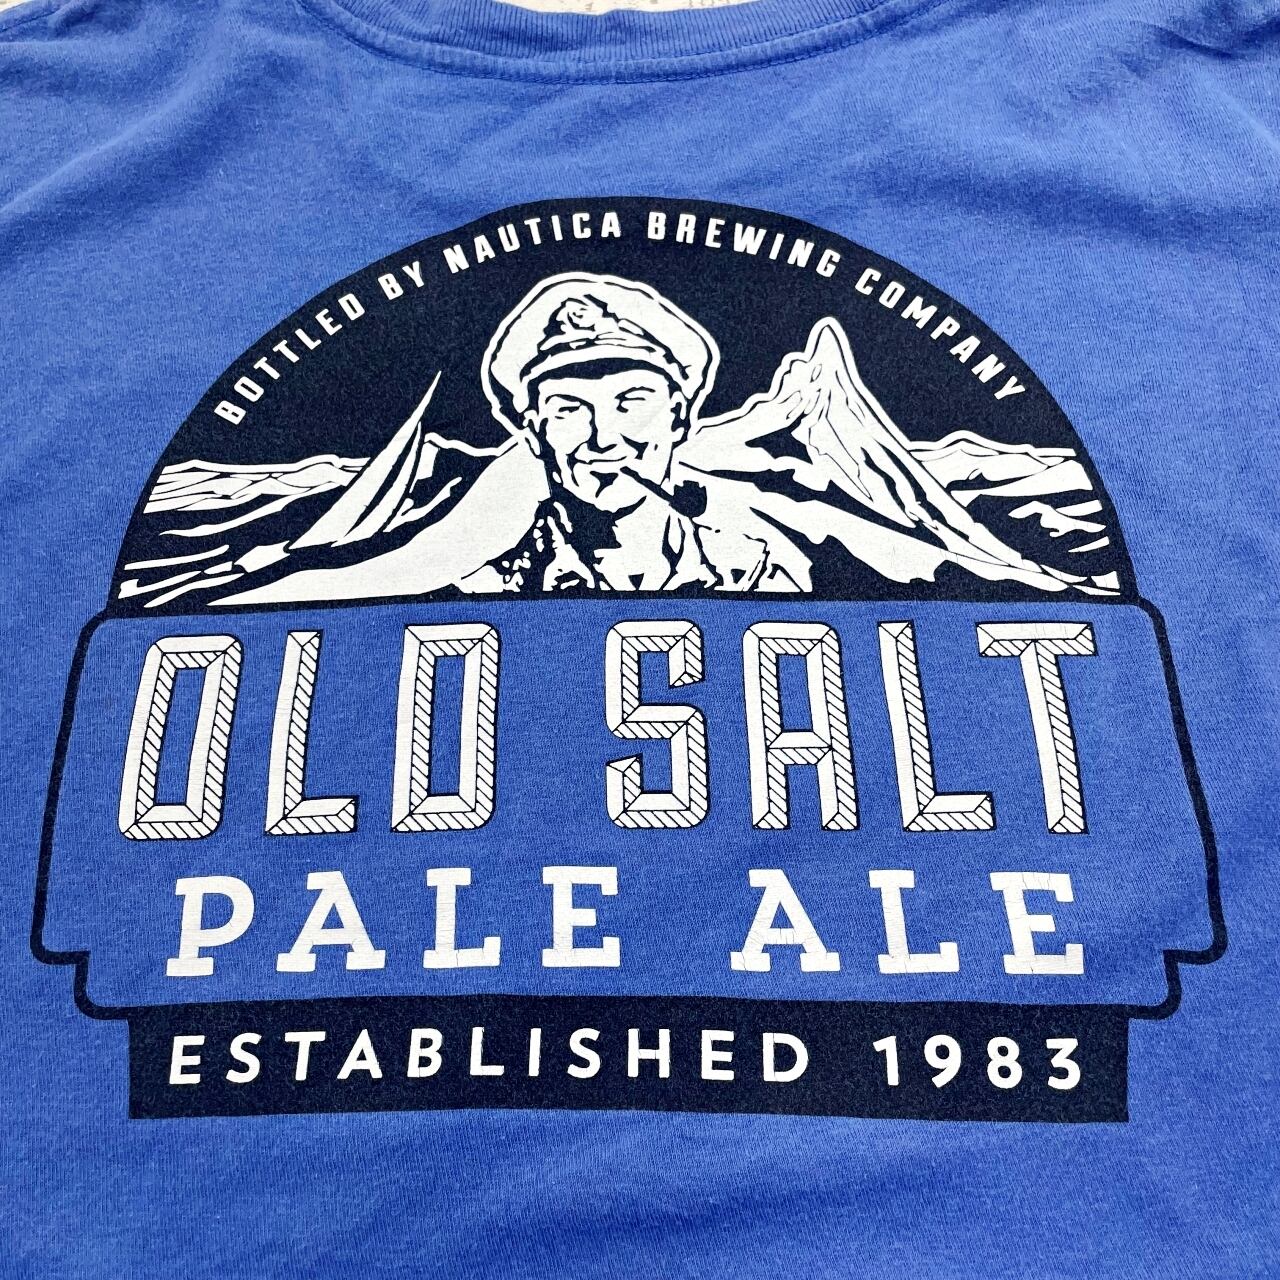 BOTTLED BY NAUTICA BREWING COMPANY
OLD SALT
PALE ALE
ESTABLISHED 1983